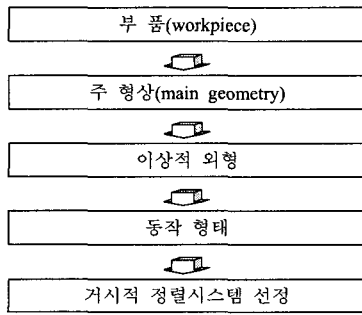 부 품(workpiece)
주 형상(main geometry)
이상적 외형
동작 형태
거시적 정렬시스템 선정